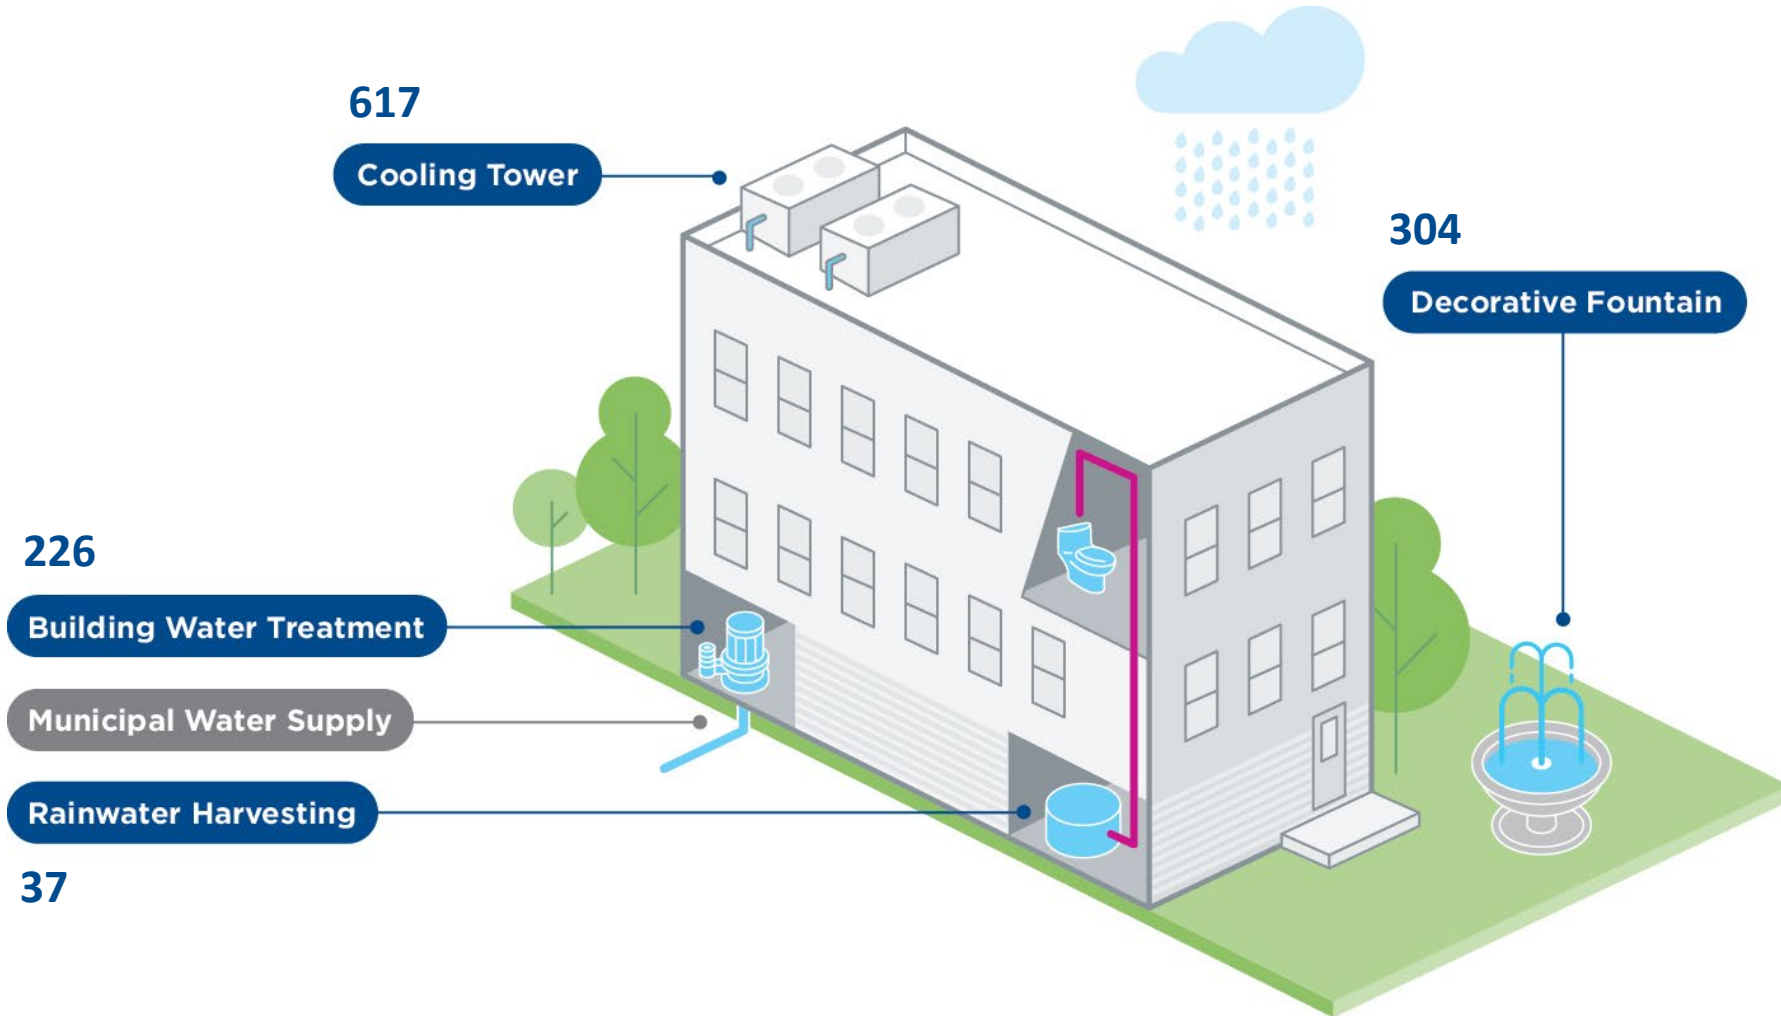 617
Cooling Tower
304
Decorative Fountain
226
Building Water Treatment
Municipal Water Supply
Rainwater Harvesting
37